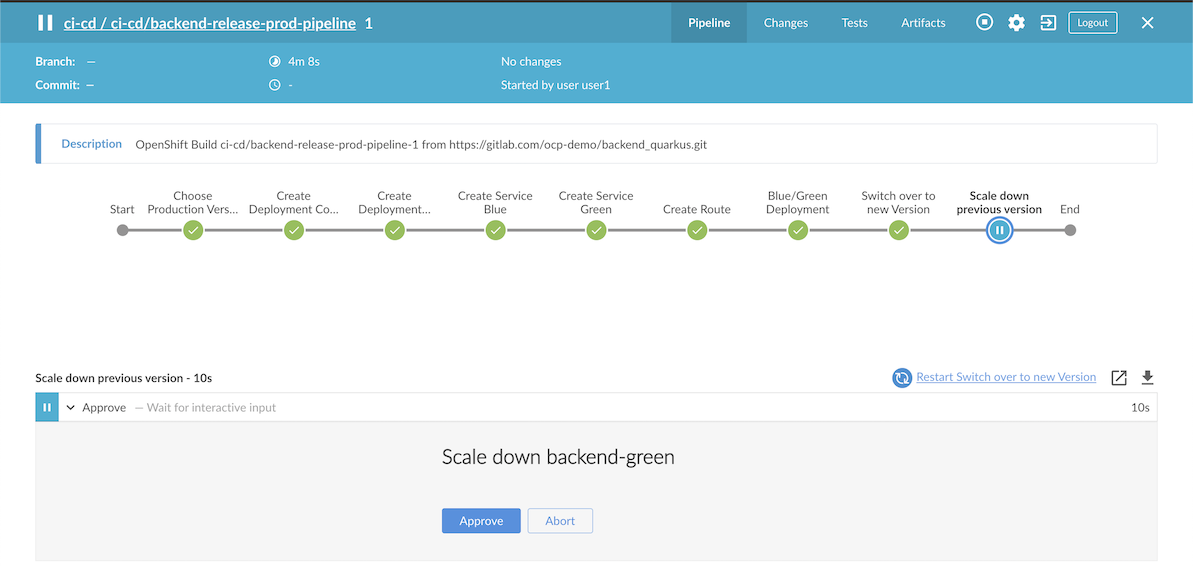 ci-cd / ci-cd/backend-release-prod-pipeline 1
Pipeline Changes Tests Artifacts Logout
Branch: — 4m 8s No changes
Commit: — - Started by user user1
Description OpenShift Build ci-cd/backend-release-prod-pipeline-1 from https://gitlab.com/ocp-demo/backend_quarkus.git
Start
Choose
Production Vers...
Create
Deployment Co...
Create
Deployment...
Create Service
Blue
Create Service
Green
Create Route
Blue/Green
Deployment
Switch over to
new Version
Scale down
previous version
End
Scale down previous version - 10s
Restart Switch over to new Version
Approve — Wait for interactive input 10s
Scale down backend-green
Approve Abort